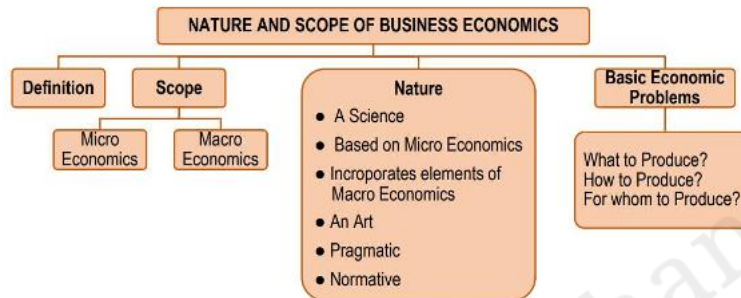 NATURE AND SCOPE OF BUSINESS ECONOMICS
Definition
Scope
Micro
Economics
Macro
Economics
Nature
● A Science
● Based on Micro Economics
● Incroporates elements of
Macro Economics
● An Art
● Pragmatic
● Normative
Basic Economic
Problems
What to Produce?
How to Produce?
For whom to Produce?